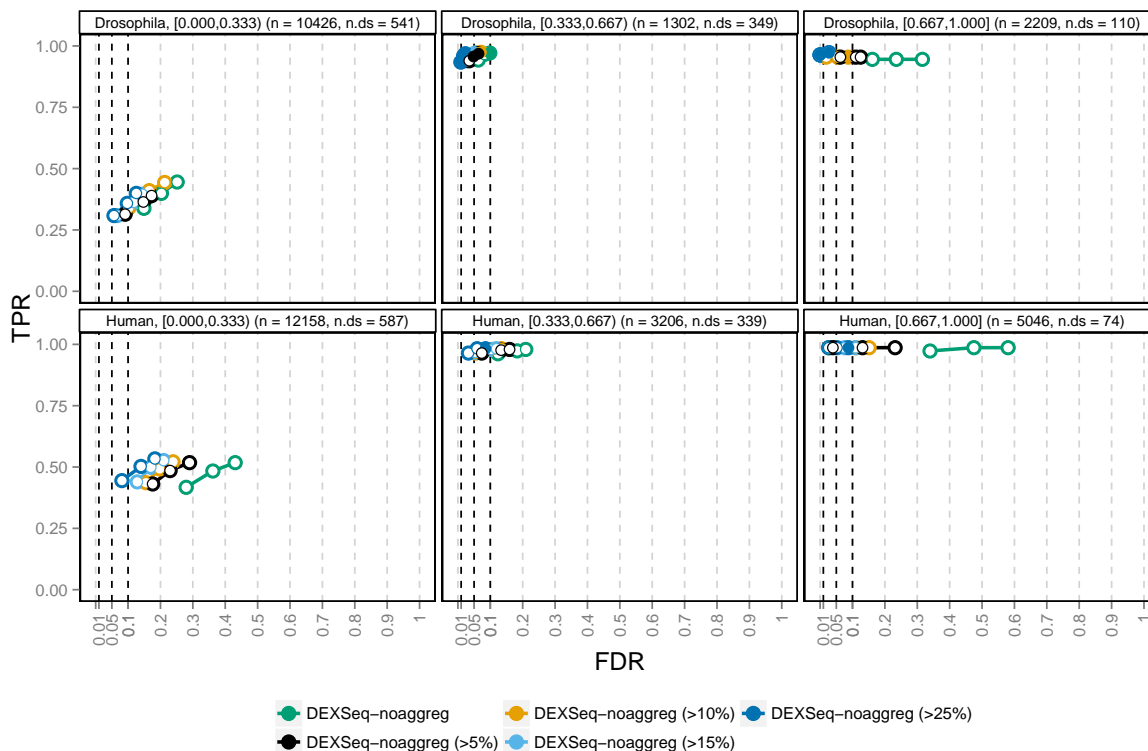 Drosophila, [0.000,0.333) (n = 10426, n.ds = 541)
Drosophila, [0.333,0.667) (n = 1302, n.ds = 349)
Drosophila, [0.667,1.000] (n = 2209, n.ds = 110)
1.00
0.75
0.50
0.25
0.00
Human, [0.000,0.333) (n = 12158, n.ds = 587)
Human, [0.333,0.667) (n = 3206, n.ds = 339)
Human, [0.667,1.000] (n = 5046, n.ds = 74)
1.00
0.75
0.50
0.25
0.00
TPR
0.01 0.05 0.1 0.2 0.3 0.4 0.5 0.6 0.7 0.8 0.9 1
0.01 0.05 0.1 0.2 0.3 0.4 0.5 0.6 0.7 0.8 0.9 1
0.01 0.05 0.1 0.2 0.3 0.4 0.5 0.6 0.7 0.8 0.9 1
FDR
DEXSeq−noaggreg
DEXSeq−noaggreg (>10%)
DEXSeq−noaggreg (>25%)
DEXSeq−noaggreg (>5%)
DEXSeq−noaggreg (>15%)